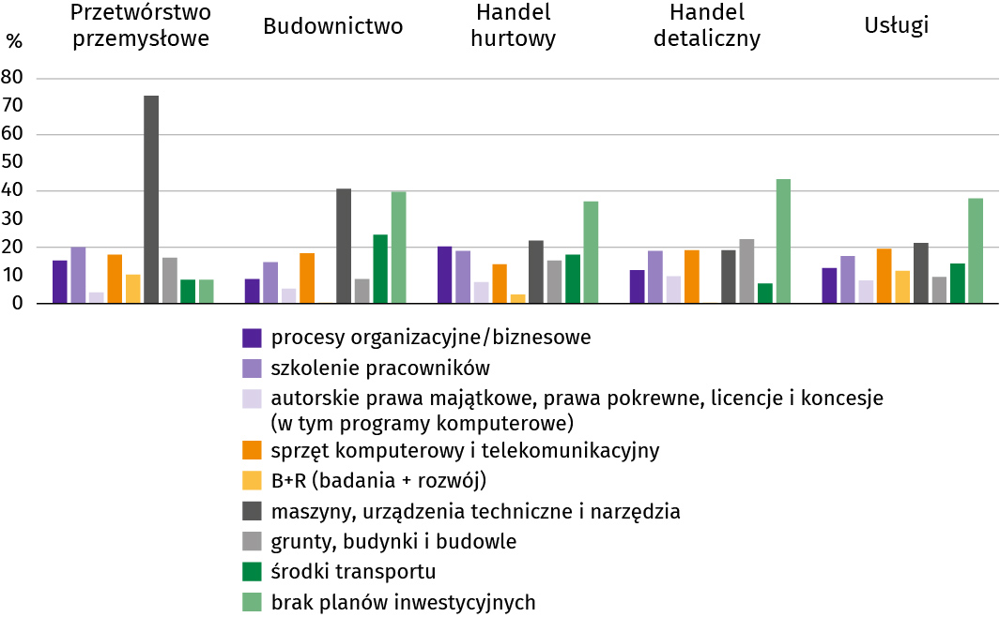 Przetwórstwo
przemysłowe
Budownictwo
Handel
hurtowy
Handel
detaliczny
Usługi
%
80
70
60
50
40
30
20
10
0
procesy organizacyjne/biznesowe
szkolenie pracowników
autorskie prawa majątkowe, prawa pokrewne, licencje i koncesje
(w tym programy komputerowe)
sprzęt komputerowy i telekomunikacyjny
B+R (badania + rozwój)
maszyny, urządzenia techniczne i narzędzia
grunty, budynki i budowle
środki transportu
brak planów inwestycyjnych